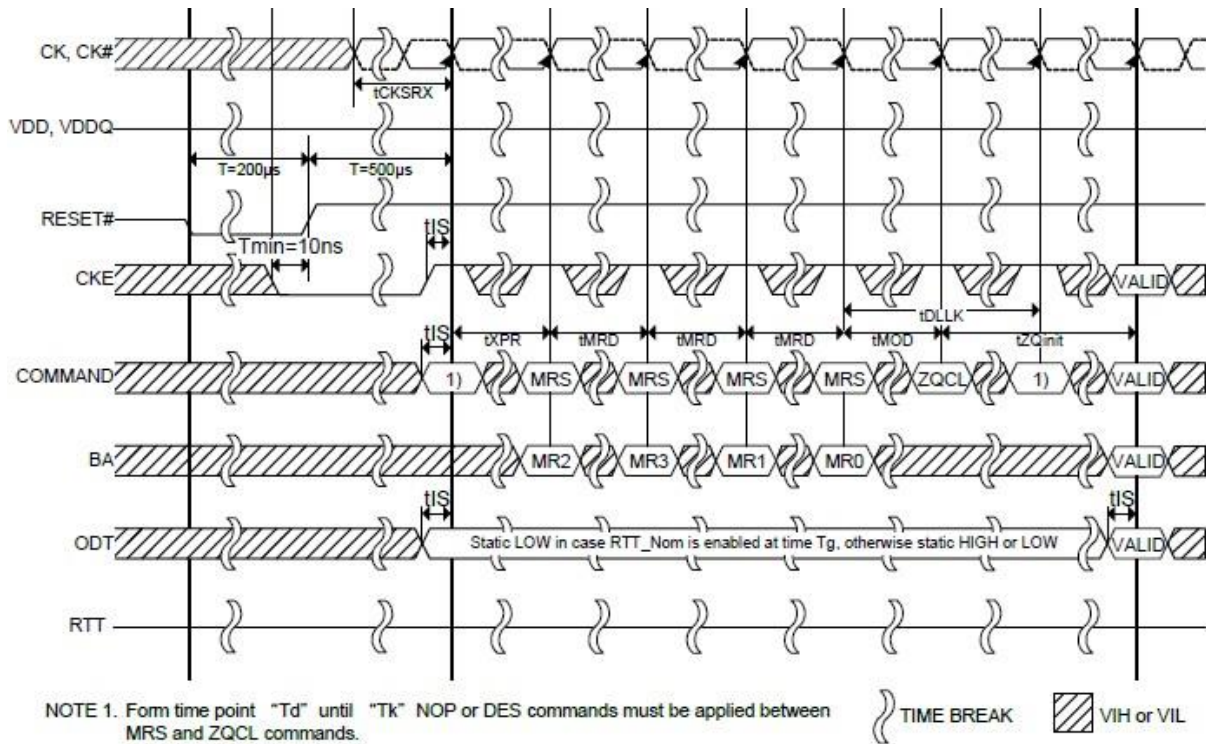 CK, CK#
tCKSRX
VDD, VDDQ
T=200μs
T=500μs
RESET#
Tmin=10ns
tIS
CKE
VALID
tDLLK
tIS
tXPR
tMRD
tMRD
tMRD
tMOD
tZQinit
COMMAND
1)
MRS
MRS
MRS
MRS
ZQCL
1)
VALID
BA
MR2
MR3
MR1
MR0
VALID
tIS
tIS
ODT
Static LOW in case RTT_Nom is enabled at time Tg, otherwise static HIGH or LOW
VALID
RTT
NOTE 1. Form time point "Td" until "Tk" NOP or DES commands must be applied between
MRS and ZQCL commands.
TIME BREAK
VIH or VIL